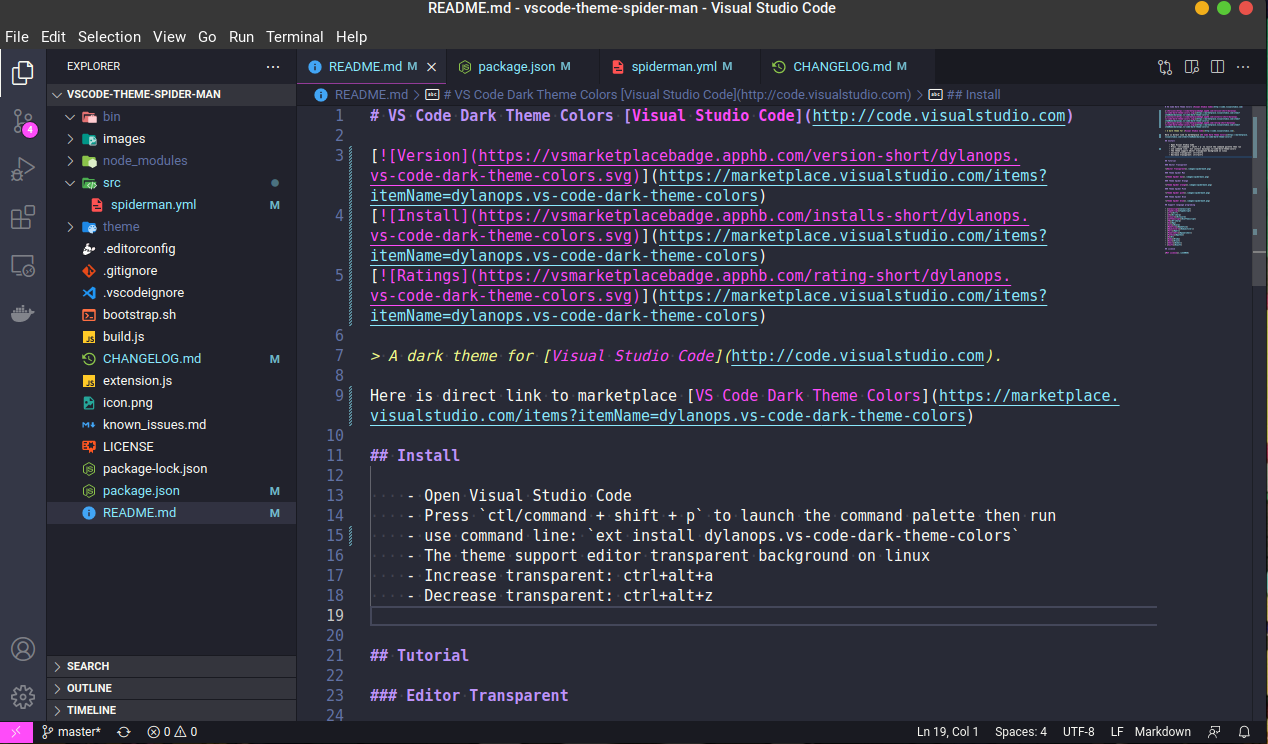 README.md - vscode-theme-spider-man - Visual Studio Code
File Edit Selection View Go Run Terminal Help
EXPLORER
VSCODE-THEME-SPIDER-MAN
bin
images
node_modules
src
spiderman.yml M
theme
.editorconfig
.gitignore
.vscodeignore
bootstrap.sh
build.js
CHANGELOG.md M
extension.js
icon.png
known_issues.md
LICENSE
package-lock.json
package.json M
README.md M
SEARCH
OUTLINE
TIMELINE
4
README.md M package.json M spiderman.yml M CHANGELOG.md M
README.md > # VS Code Dark Theme Colors [Visual Studio Code](http://code.visualstudio.com) > ## Install
1 # VS Code Dark Theme Colors [Visual Studio Code](http://code.visualstudio.com)
2
3 [![Version](https://vsmarketplacebadge.apphb.com/version-short/dylanops.
vs-code-dark-theme-colors.svg)](https://marketplace.visualstudio.com/items?
itemName=dylanops.vs-code-dark-theme-colors)
4 [![Install](https://vsmarketplacebadge.apphb.com/installs-short/dylanops.
vs-code-dark-theme-colors.svg)](https://marketplace.visualstudio.com/items?
itemName=dylanops.vs-code-dark-theme-colors)
5 [![Ratings](https://vsmarketplacebadge.apphb.com/rating-short/dylanops.
vs-code-dark-theme-colors.svg)](https://marketplace.visualstudio.com/items?
itemName=dylanops.vs-code-dark-theme-colors)
6
7 > A dark theme for [Visual Studio Code](http://code.visualstudio.com).
8
9 Here is direct link to marketplace [VS Code Dark Theme Colors](https://marketplace.
visualstudio.com/items?itemName=dylanops.vs-code-dark-theme-colors)
10
11 ## Install
12
13 - Open Visual Studio Code
14 - Press `ctl/command + shift + p` to launch the command palette then run
15 - use command line: `ext install dylanops.vs-code-dark-theme-colors`
16 - The theme support editor transparent background on linux
17 - Increase transparent: ctrl+alt+a
18 - Decrease transparent: ctrl+alt+z
19
20
21 ## Tutorial
22
23 ### Editor Transparent
24
master* 0 0 Ln 19, Col 1 Spaces: 4 UTF-8 LF Markdown